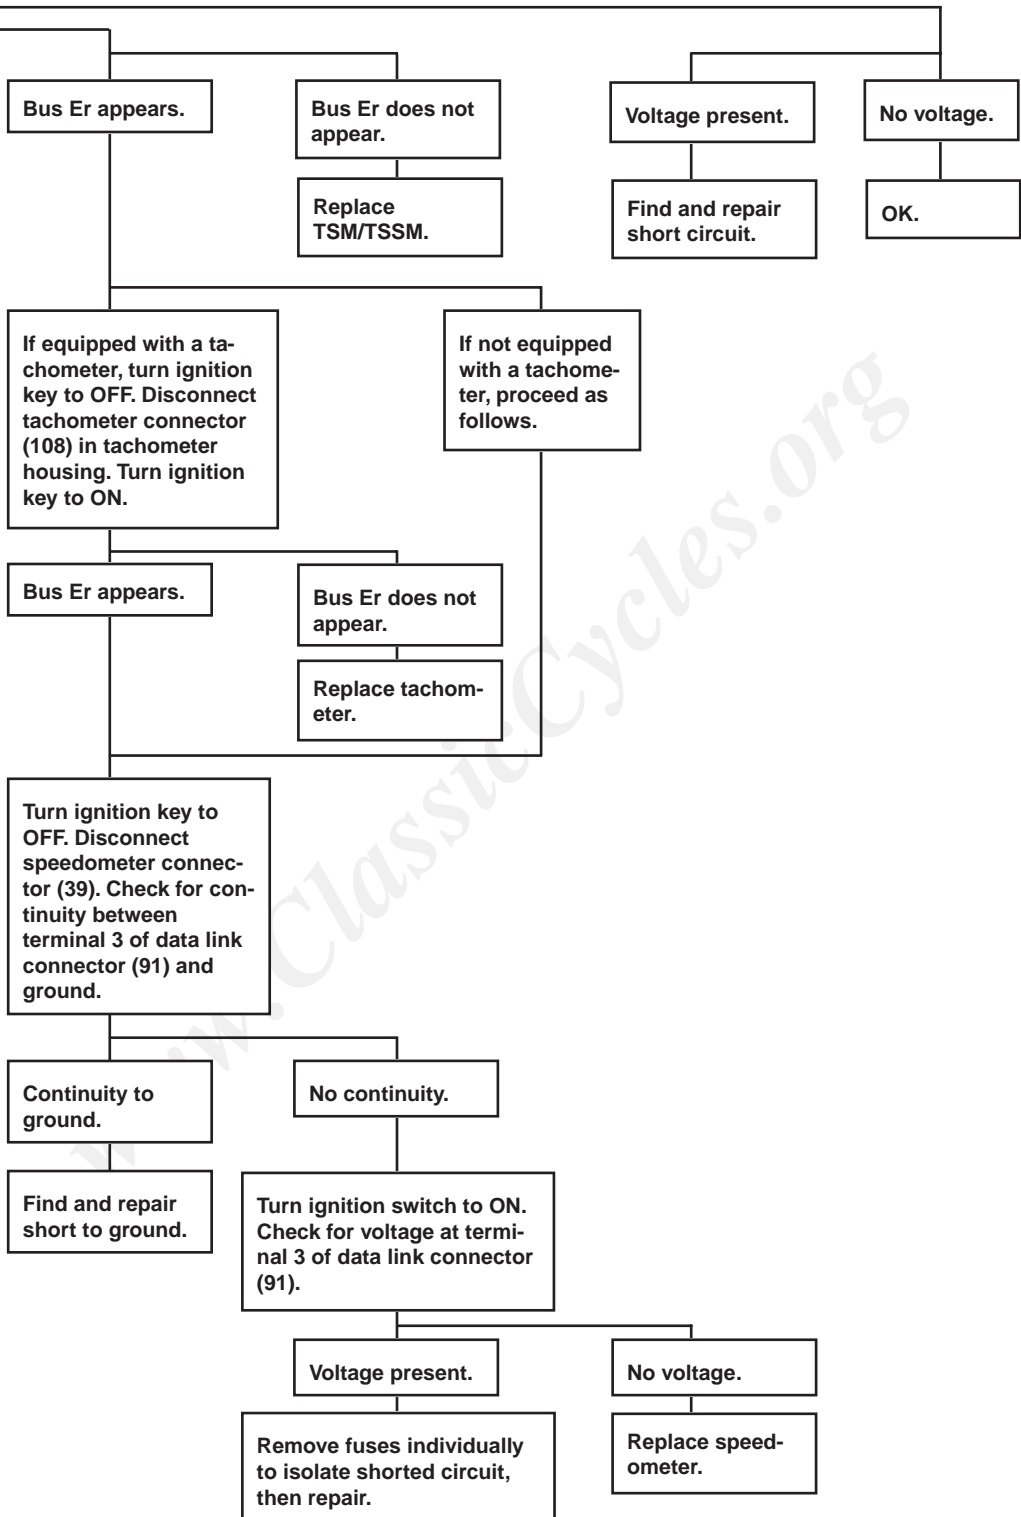 Bus Er appears.
Bus Er does not
appear.
Voltage present.
No voltage.
Replace
TSM/TSSM.
Find and repair
short circuit.
OK.
If equipped with a ta-
chometer, turn ignition
key to OFF. Disconnect
tachometer connector
(108) in tachometer
housing. Turn ignition
key to ON.
If not equipped
with a tachome-
ter, proceed as
follows.
Bus Er appears.
Bus Er does not
appear.
Replace tachom-
eter.
Turn ignition key to
OFF. Disconnect
speedometer connec-
tor (39). Check for con-
tinuity between
terminal 3 of data link
connector (91) and
ground.
Continuity to
ground.
No continuity.
Find and repair
short to ground.
Turn ignition switch to ON.
Check for voltage at termi-
nal 3 of data link connector
(91).
Voltage present.
No voltage.
Remove fuses individually
to isolate shorted circuit,
then repair.
Replace speed-
ometer.
www.ClassicCycles.org